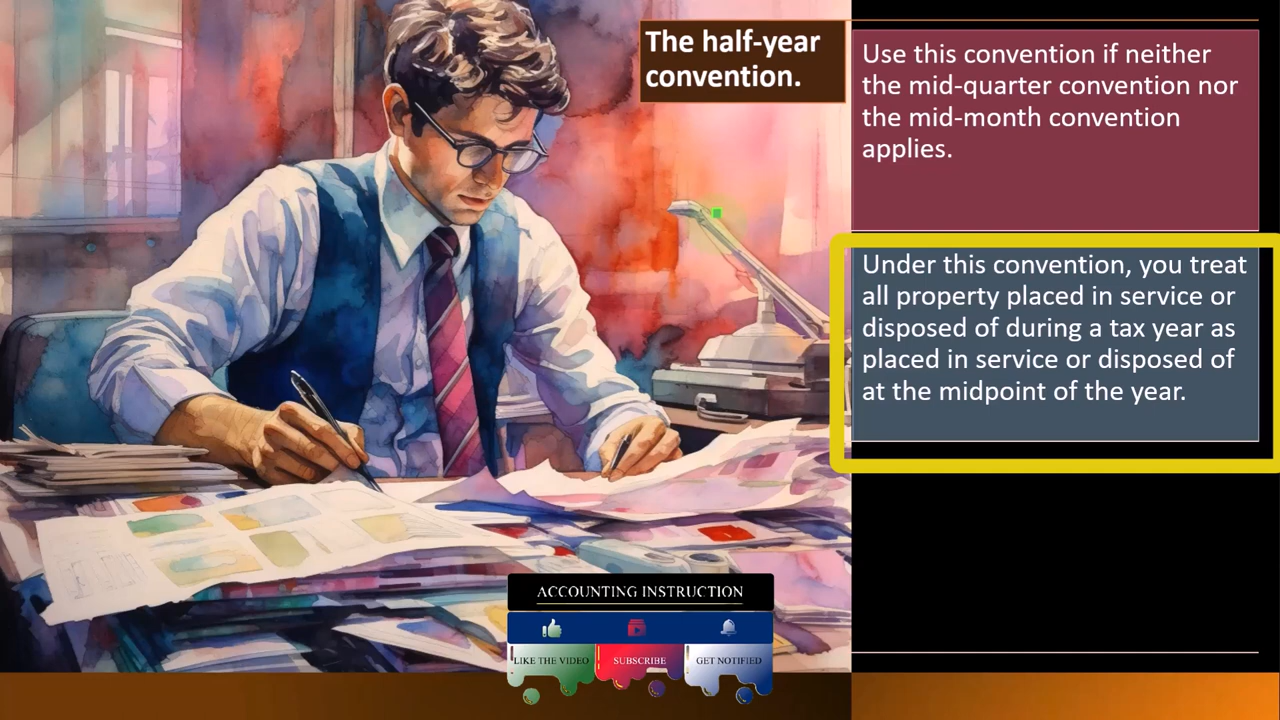 The half-year
convention.
Use this convention if neither
the mid-quarter convention nor
the mid-month convention
applies.
Under this convention, you treat
all property placed in service or
disposed of during a tax year as
placed in service or disposed of
at the midpoint of the year.
ACCOUNTING INSTRUCTION
LIKE THE VIDEO
SUBSCRIBE
GET NOTIFIED